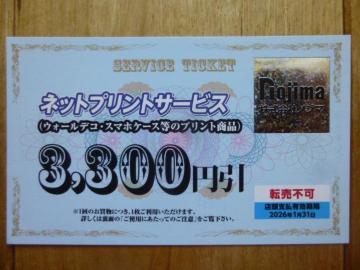 SERVICE TICKET
ネットプリントサービス
(ウォールデコ・スマホケース等のプリント商品)
Gojima
3,300円引
転売不可
店頭支払有効期限
2026年1月31日
※1回のお買物につき、1枚ご利用いただけます。
詳しくは裏面の「ご使用にあたってのご注意」をご覧下さい。